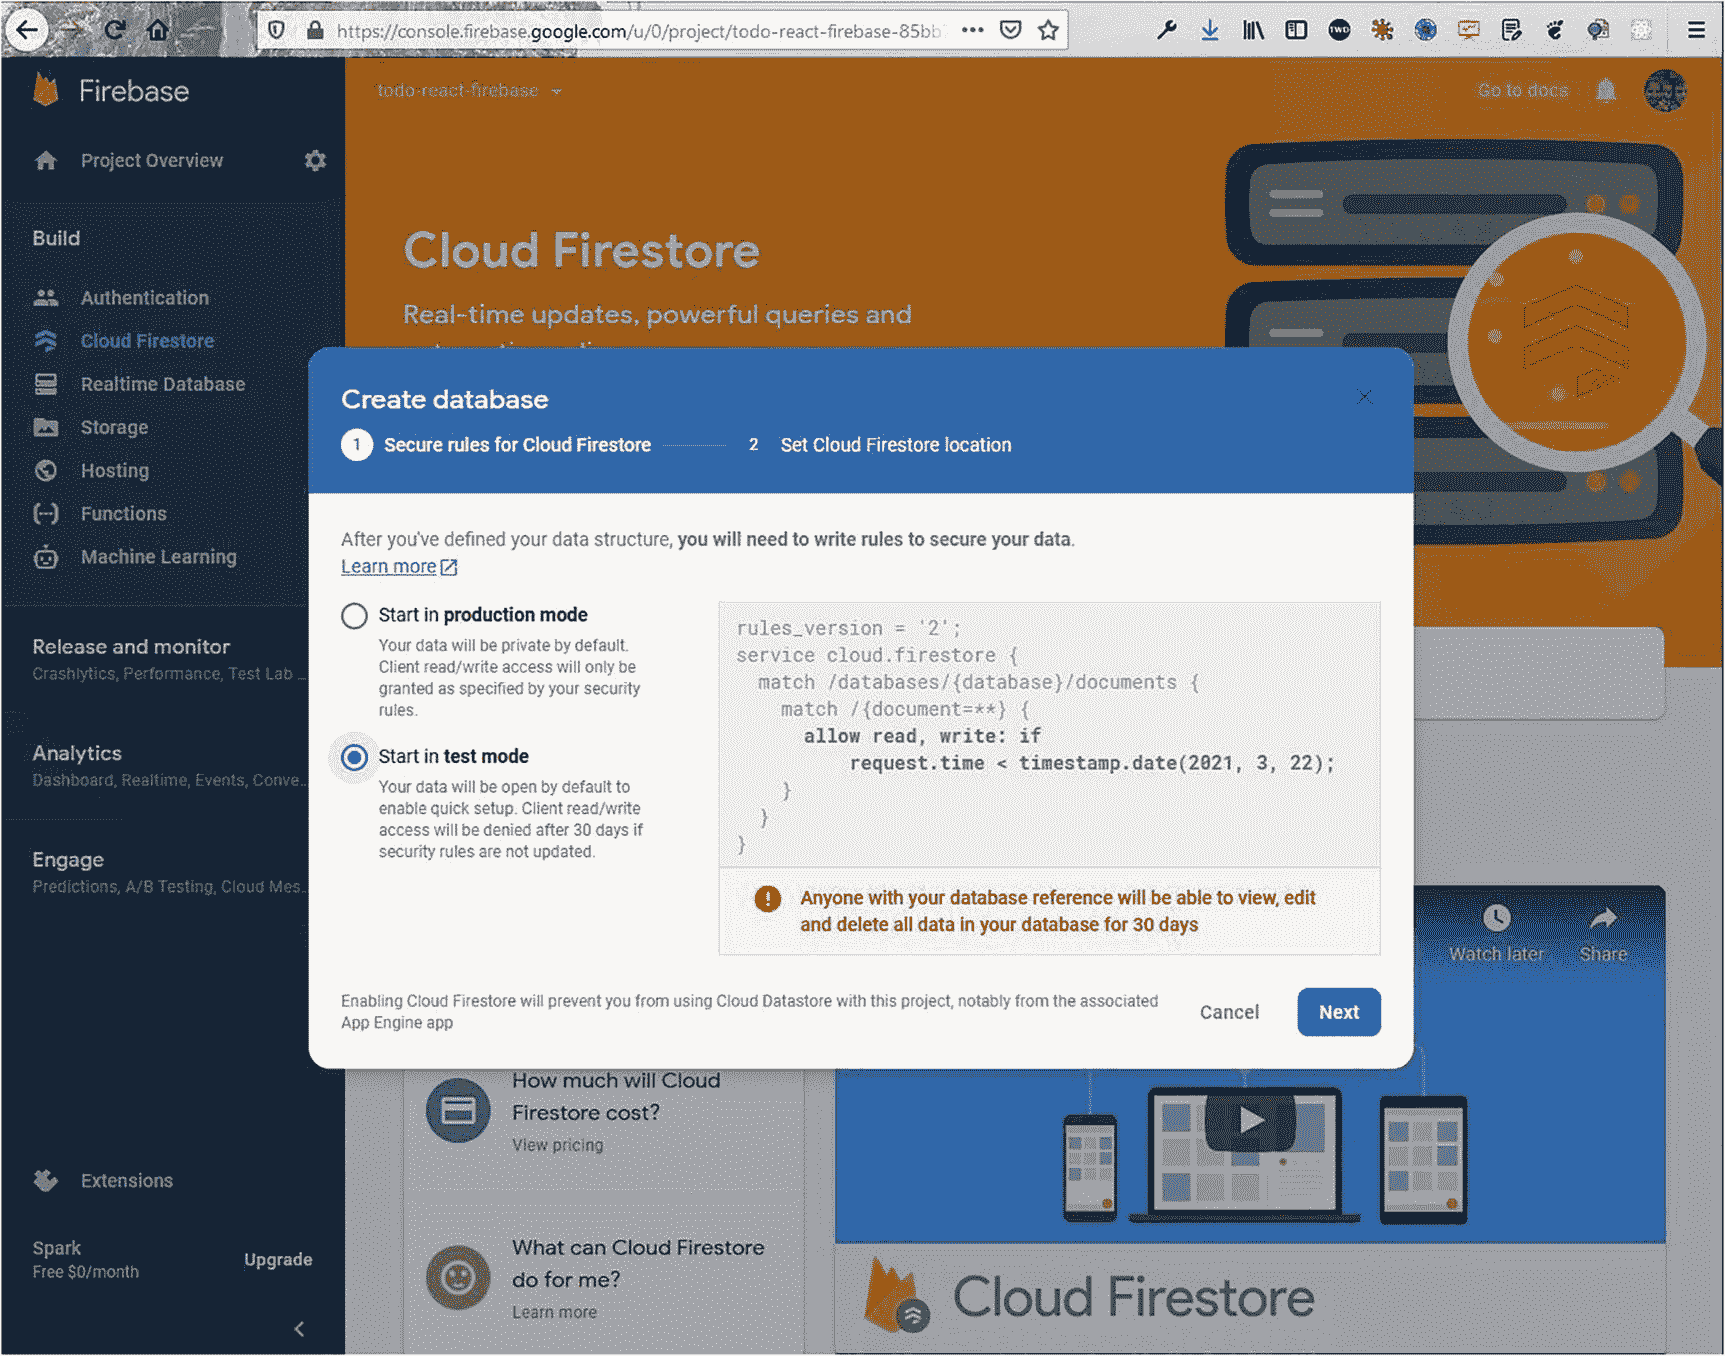 https://console.firebase.google.com/u/0/project/todo-react-firebase-85bb
Firebase
todo-react-firebase
Go to docs
Project Overview
Build
Authentication
Cloud Firestore
Realtime Database
Storage
Hosting
Functions
Machine Learning
Release and monitor
Crashlytics, Performance, Test Lab ...
Analytics
Dashboard, Realtime, Events, Conve...
Engage
Predictions, A/B Testing, Cloud Mes...
Extensions
Spark
Free $0/month
Upgrade
Cloud Firestore
Real-time updates, powerful queries and
Create database
1 Secure rules for Cloud Firestore
2 Set Cloud Firestore location
After you've defined your data structure, you will need to write rules to secure your data.
Learn more
Start in production mode
Your data will be private by default.
Client read/write access will only be
granted as specified by your security
rules.
Start in test mode
Your data will be open by default to
enable quick setup. Client read/write
access will be denied after 30 days if
security rules are not updated.
rules_version = '2';
service cloud.firestore {
match /databases/{database}/documents {
match /{document=**} {
allow read, write: if
request.time < timestamp.date(2021, 3, 22);
}
}
}
! Anyone with your database reference will be able to view, edit
and delete all data in your database for 30 days
Enabling Cloud Firestore will prevent you from using Cloud Datastore with this project, notably from the associated
App Engine app
Cancel
Next
Watch later
Share
How much will Cloud
Firestore cost?
View pricing
What can Cloud Firestore
do for me?
Learn more
Cloud Firestore